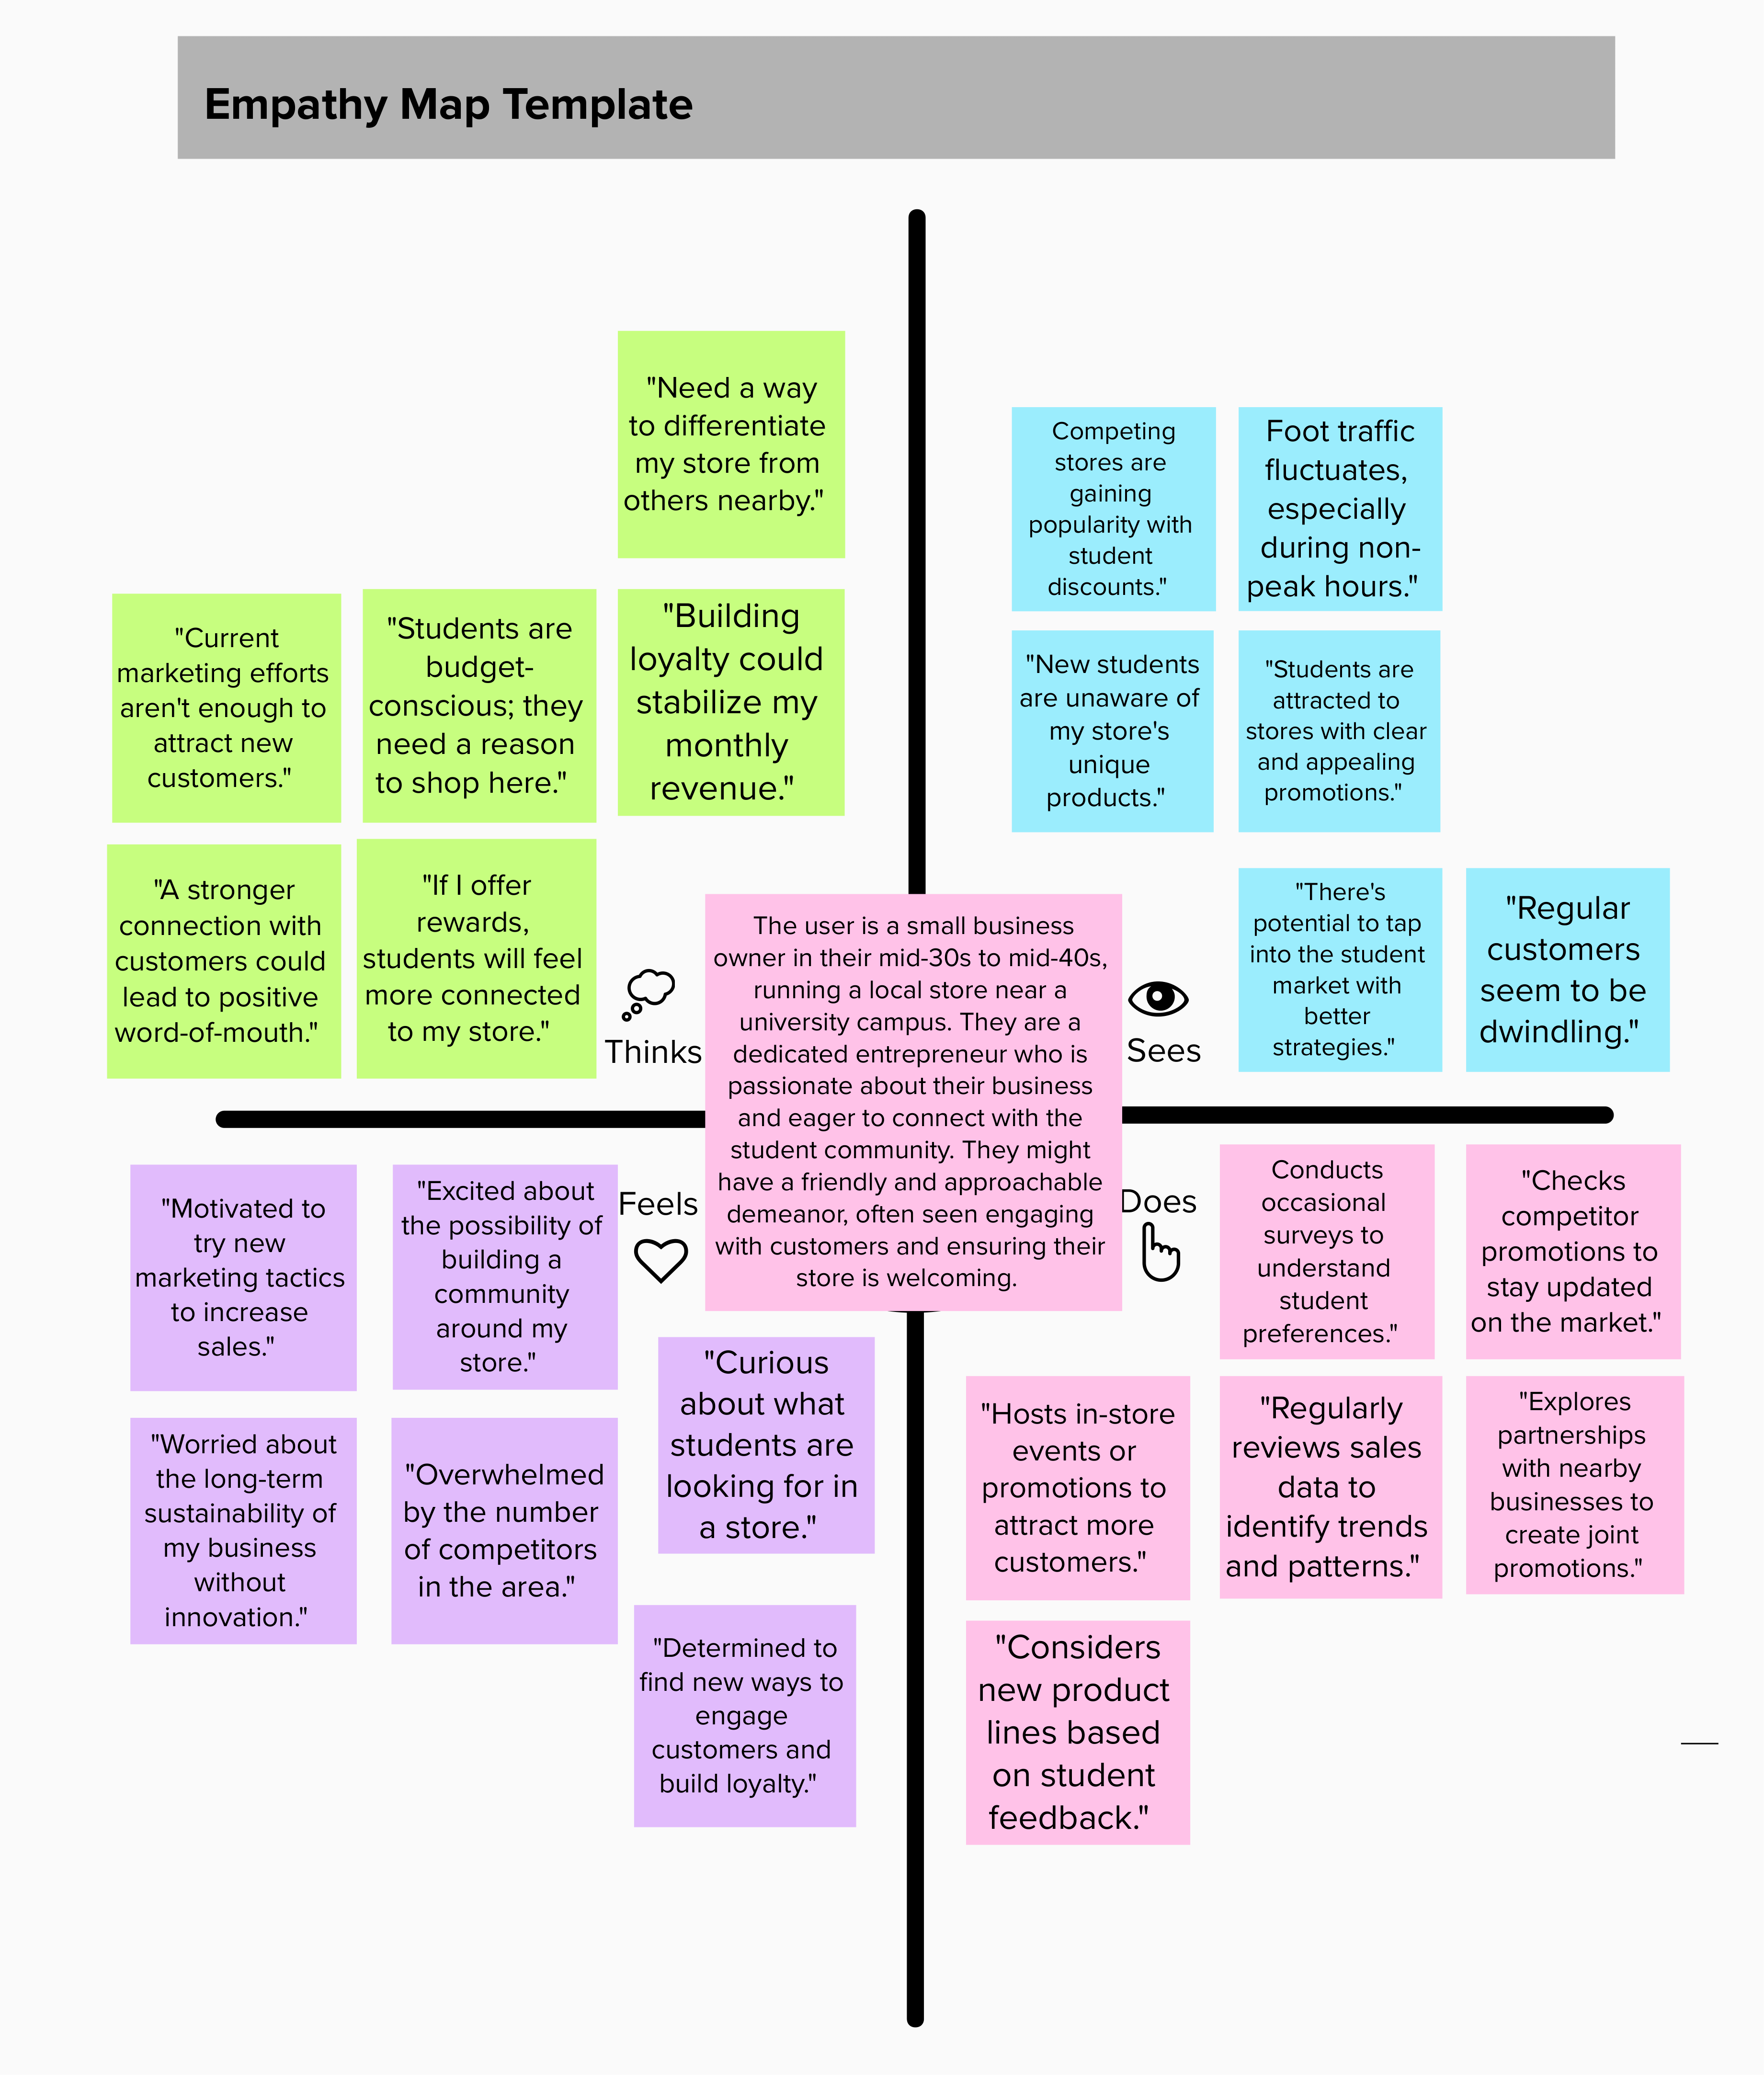 Empathy Map Template
"Need a way
to differentiate
my store from
others nearby."
"Current
marketing efforts
aren't enough to
attract new
customers."
"Students are
budget-
conscious; they
need a reason
to shop here."
"Building
loyalty could
stabilize my
monthly
revenue."
"A stronger
connection with
customers could
lead to positive
word-of-mouth."
"If I offer
rewards,
students will feel
more connected
to my store."
Thinks
Competing
stores are
gaining
popularity with
student
discounts."
Foot traffic
fluctuates,
especially
during non-
peak hours."
"New students
are unaware of
my store's
unique
products."
"Students are
attracted to
stores with clear
and appealing
promotions."
Sees
"There's
potential to tap
into the student
market with
better
strategies."
"Regular
customers
seem to be
dwindling."
The user is a small business
owner in their mid-30s to mid-40s,
running a local store near a
university campus. They are a
dedicated entrepreneur who is
passionate about their business
and eager to connect with the
student community. They might
have a friendly and approachable
demeanor, often seen engaging
with customers and ensuring their
store is welcoming.
"Motivated to
try new
marketing tactics
to increase
sales."
"Excited about
the possibility of
building a
community
around my
store."
Feels
"Worried about
the long-term
sustainability of
my business
without
innovation."
"Overwhelmed
by the number
of competitors
in the area."
"Curious
about what
students are
looking for in
a store."
"Determined to
find new ways to
engage
customers and
build loyalty."
Does
Conducts
occasional
surveys to
understand
student
preferences."
"Checks
competitor
promotions to
stay updated
on the market."
"Hosts in-store
events or
promotions to
attract more
customers."
"Regularly
reviews sales
data to
identify trends
and patterns."
"Explores
partnerships
with nearby
businesses to
create joint
promotions."
"Considers
new product
lines based
on student
feedback."